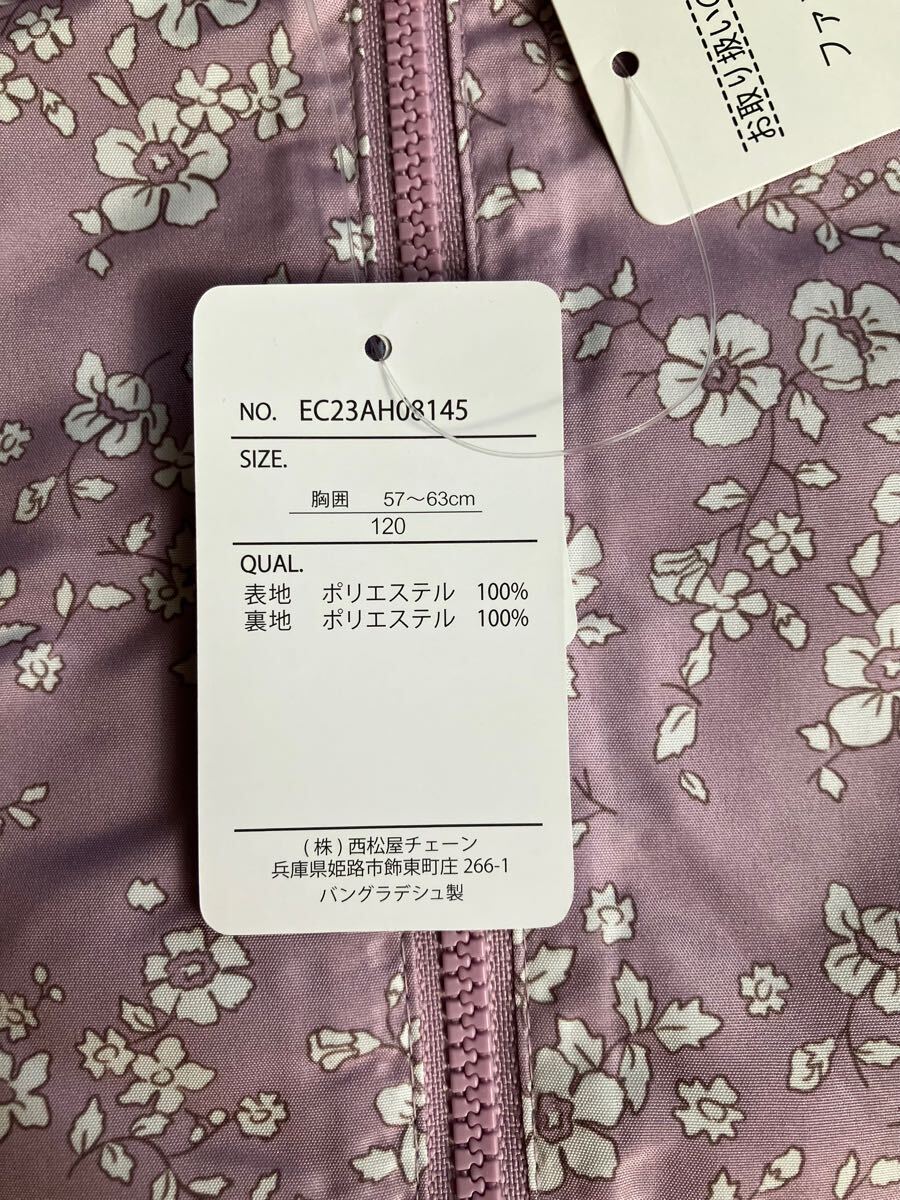 お取り扱い
ファ
NO. EC23AH08145
SIZE.
胸囲 57～63cm
120
QUAL.
表地 ポリエステル 100%
裏地 ポリエステル 100%
(株)西松屋チェーン
兵庫県姫路市飾東町庄 266-1
バングラデシュ製